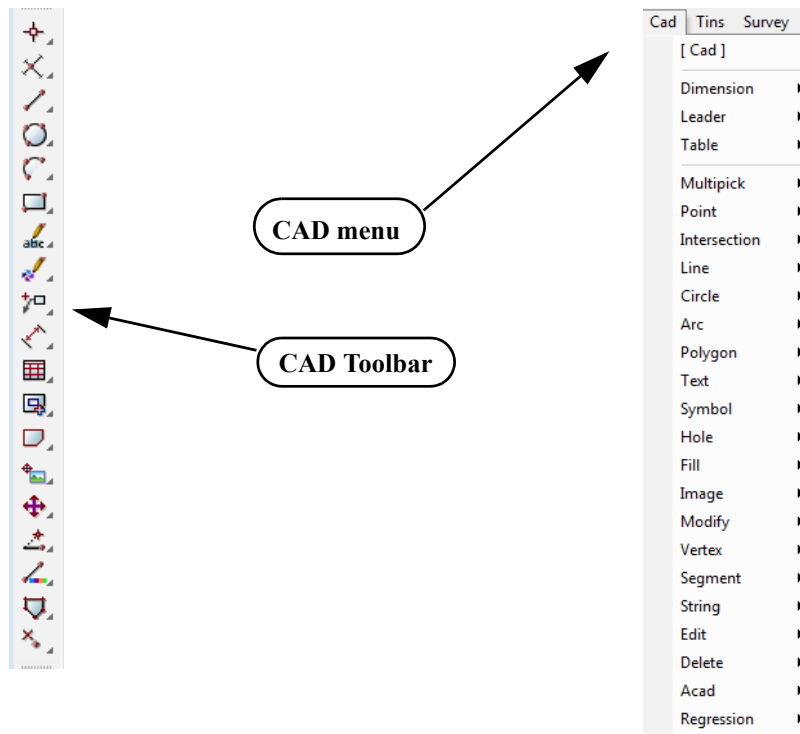 Cad Tins Survey
[ Cad ]
Dimension
Leader
Table
Multipick
Point
Intersection
Line
Circle
Arc
Polygon
Text
Symbol
Hole
Fill
Image
Modify
Vertex
Segment
String
Edit
Delete
Acad
Regression
CAD menu
CAD Toolbar
abc